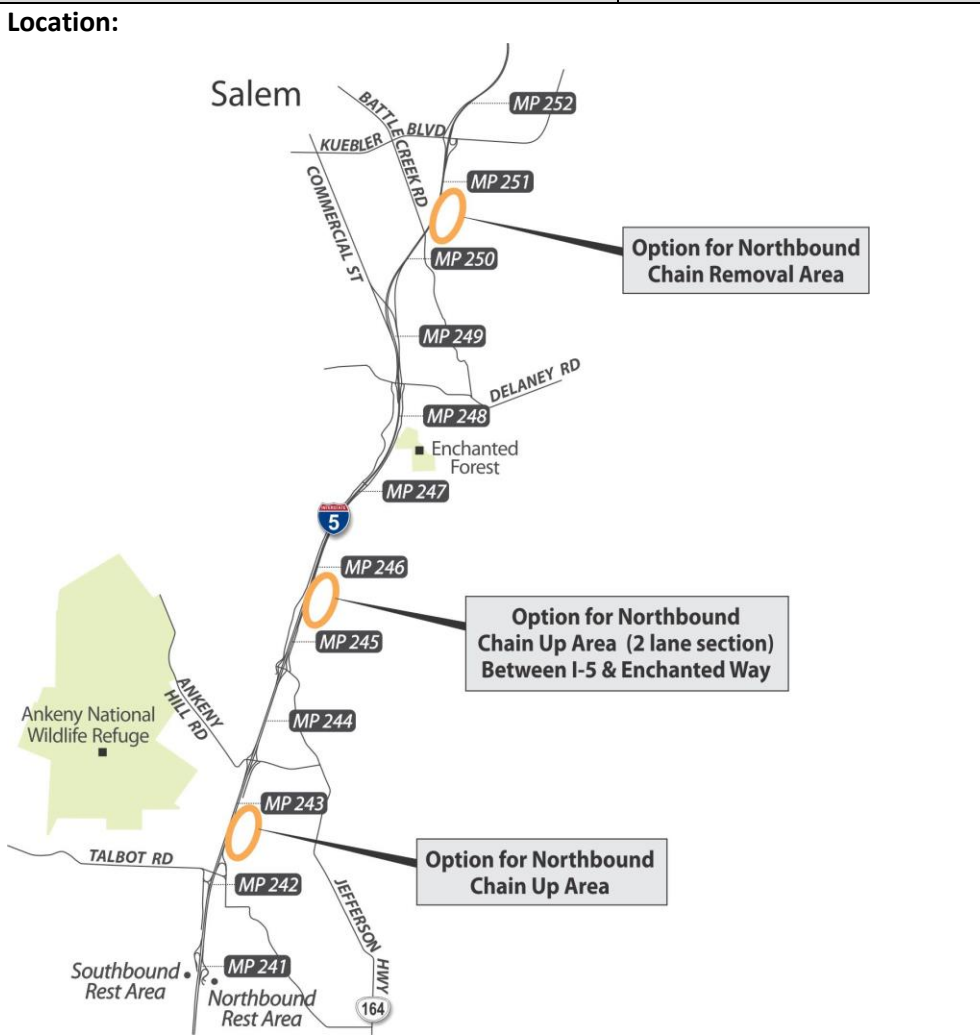 Location:
Salem
MP 252
BATTLE CREEK RD
KUEBLER BLVD
MP 251
COMMERCIAL ST
Option for Northbound
Chain Removal Area
MP 250
MP 249
DELANEY RD
MP 248
Enchanted
Forest
MP 247
INTERSTATE
5
MP 246
Option for Northbound
Chain Up Area (2 lane section)
Between I-5 & Enchanted Way
MP 245
ANKENY
HILL RD
Ankeny National
Wildlife Refuge
MP 244
MP 243
TALBOT RD
Option for Northbound
Chain Up Area
MP 242
JEFFERSON HWY
MP 241
Southbound
Rest Area
Northbound
Rest Area
164